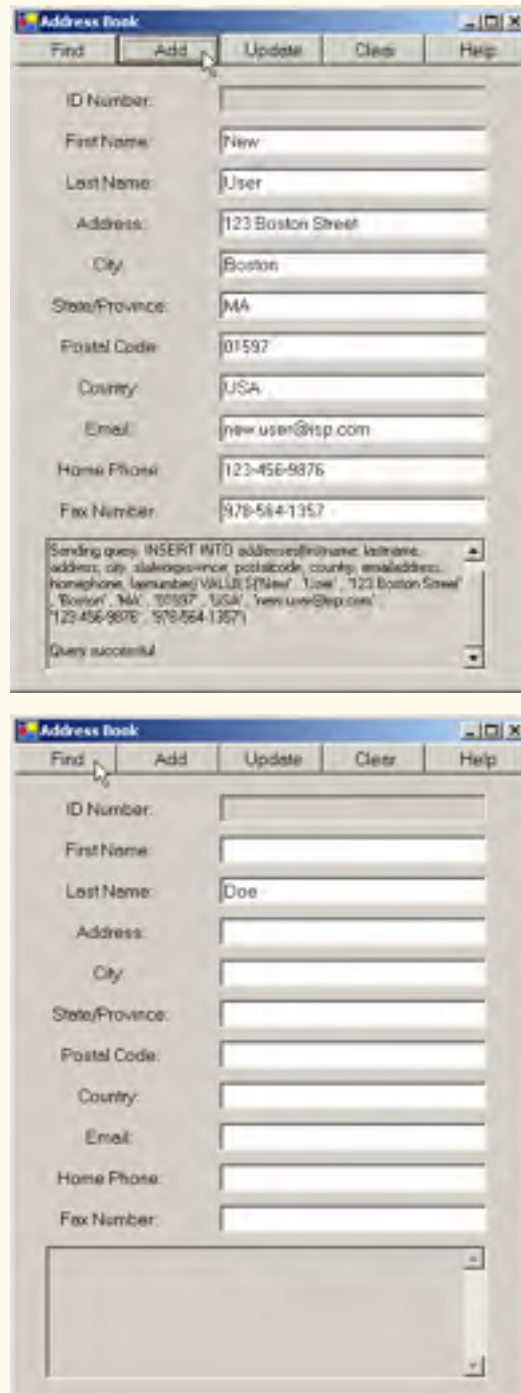 Address Book
Find Add Update Clear Help
ID Number:
First Name: New
Last Name: User
Address: 123 Boston Street
City: Boston
State/Province: MA
Postal Code: 01597
Country: USA
Email: new.user@isp.com
Home Phone: 123-456-9876
Fax Number: 978-564-1357
Sending query: INSERT INTO addresses(firstname, lastname,
address, city, stateorprovince, postalcode, country, emailaddress,
homephone, faxnumber) VALUES('New' , 'User' , '123 Boston Street'
, 'Boston' , 'MA' , '01597' , 'USA' , 'new.user@isp.com' ,
'123-456-9876' , '978-564-1357')
Query successful
Address Book
Find Add Update Clear Help
ID Number:
First Name:
Last Name: Doe
Address:
City:
State/Province:
Postal Code:
Country:
Email:
Home Phone:
Fax Number: